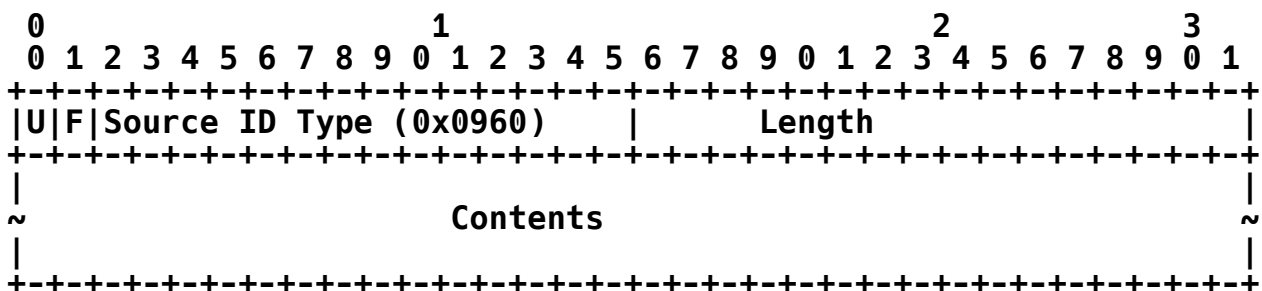 0                   1                         2            3
 0 1 2 3 4 5 6 7 8 9 0 1 2 3 4 5 6 7 8 9 0 1 2 3 4 5 6 7 8 9 0 1
+-+-+-+-+-+-+-+-+-+-+-+-+-+-+-+-+-+-+-+-+-+-+-+-+-+-+-+-+-+-+-+-+
|U|F|Source ID Type (0x0960)    |      Length                   |
+-+-+-+-+-+-+-+-+-+-+-+-+-+-+-+-+-+-+-+-+-+-+-+-+-+-+-+-+-+-+-+-+
|                                                               |
~                      Contents                                 ~
|                                                               |
+-+-+-+-+-+-+-+-+-+-+-+-+-+-+-+-+-+-+-+-+-+-+-+-+-+-+-+-+-+-+-+-+